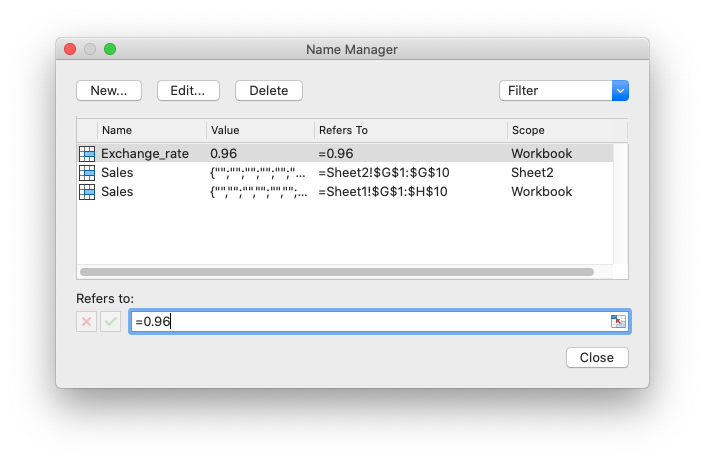 Name Manager
New... Edit... Delete Filter
Name Value Refers To Scope
Exchange_rate 0.96 =0.96 Workbook
Sales {"";"";"";"";"";"... =Sheet2!$G$1:$G$10 Sheet2
Sales {"","";"","";"","";... =Sheet1!$G$1:$H$10 Workbook
Refers to:
=0.96
Close